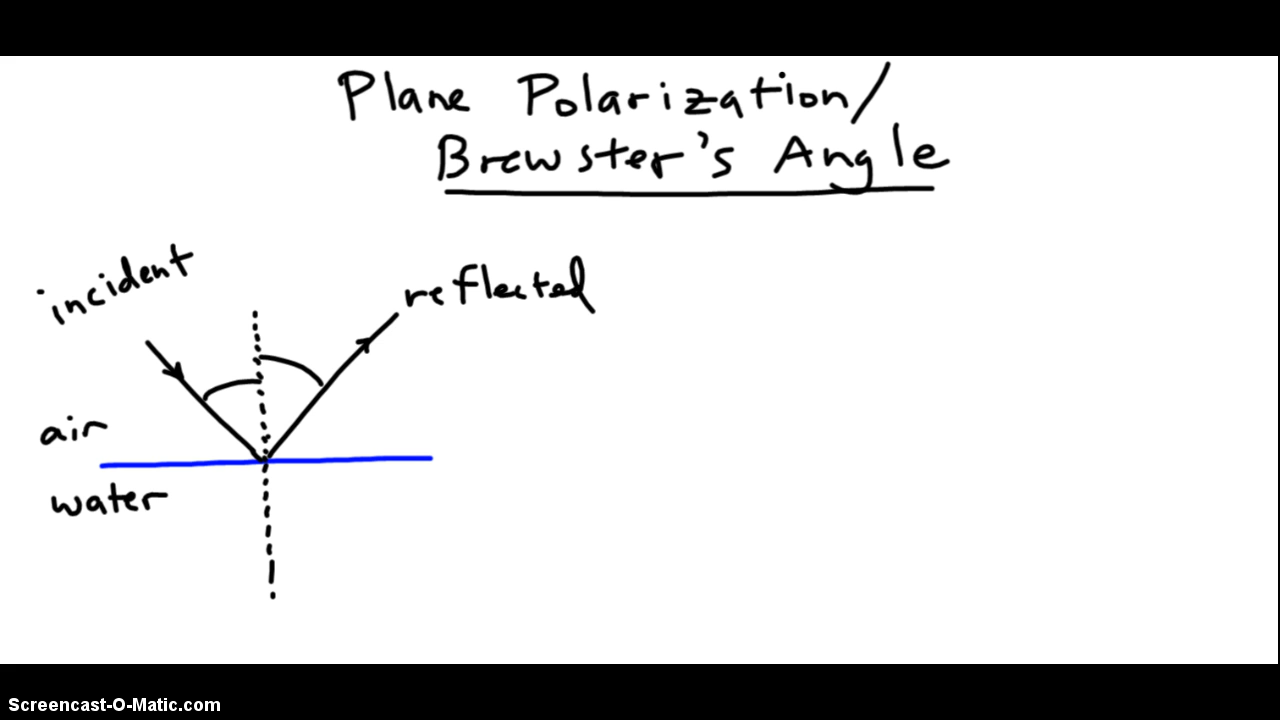 Plane Polarization/
Brewster's Angle
incident
reflected
air
water
Screencast-O-Matic.com